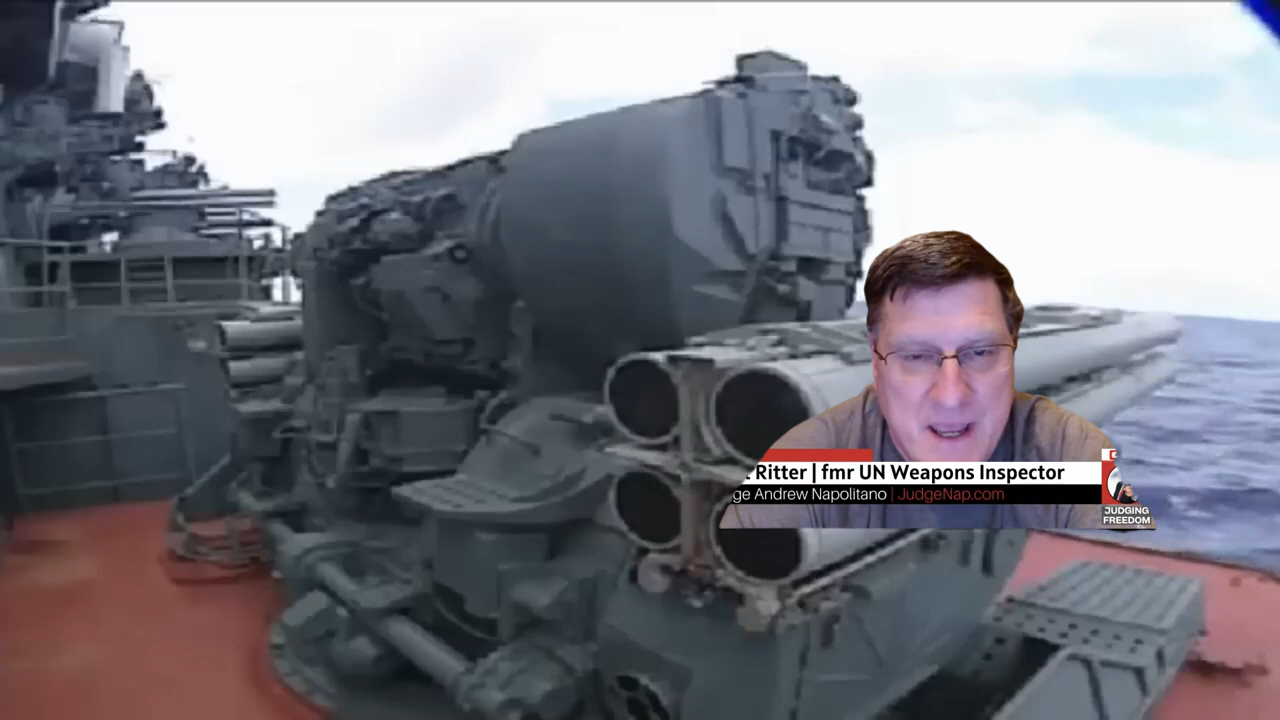 Ritter | fmr UN Weapons Inspector
ge Andrew Napolitano | JudgeNap.com
JUDGING
FREEDOM